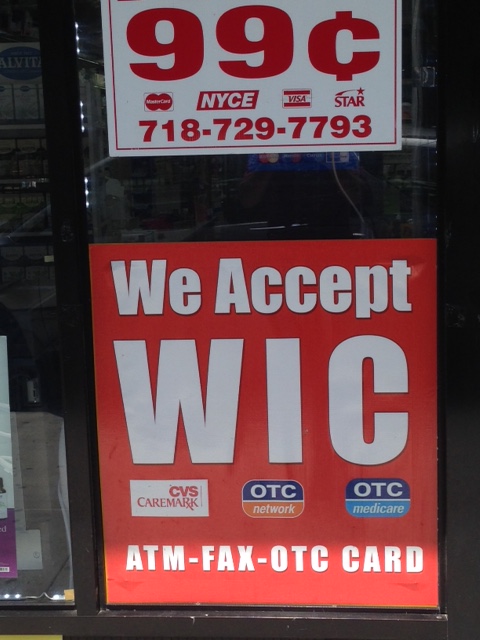 99¢
MasterCard NYCE VISA STAR
718-729-7793
We Accept
WIC
CVS CAREMARK OTC network OTC medicare
ATM-FAX-OTC CARD